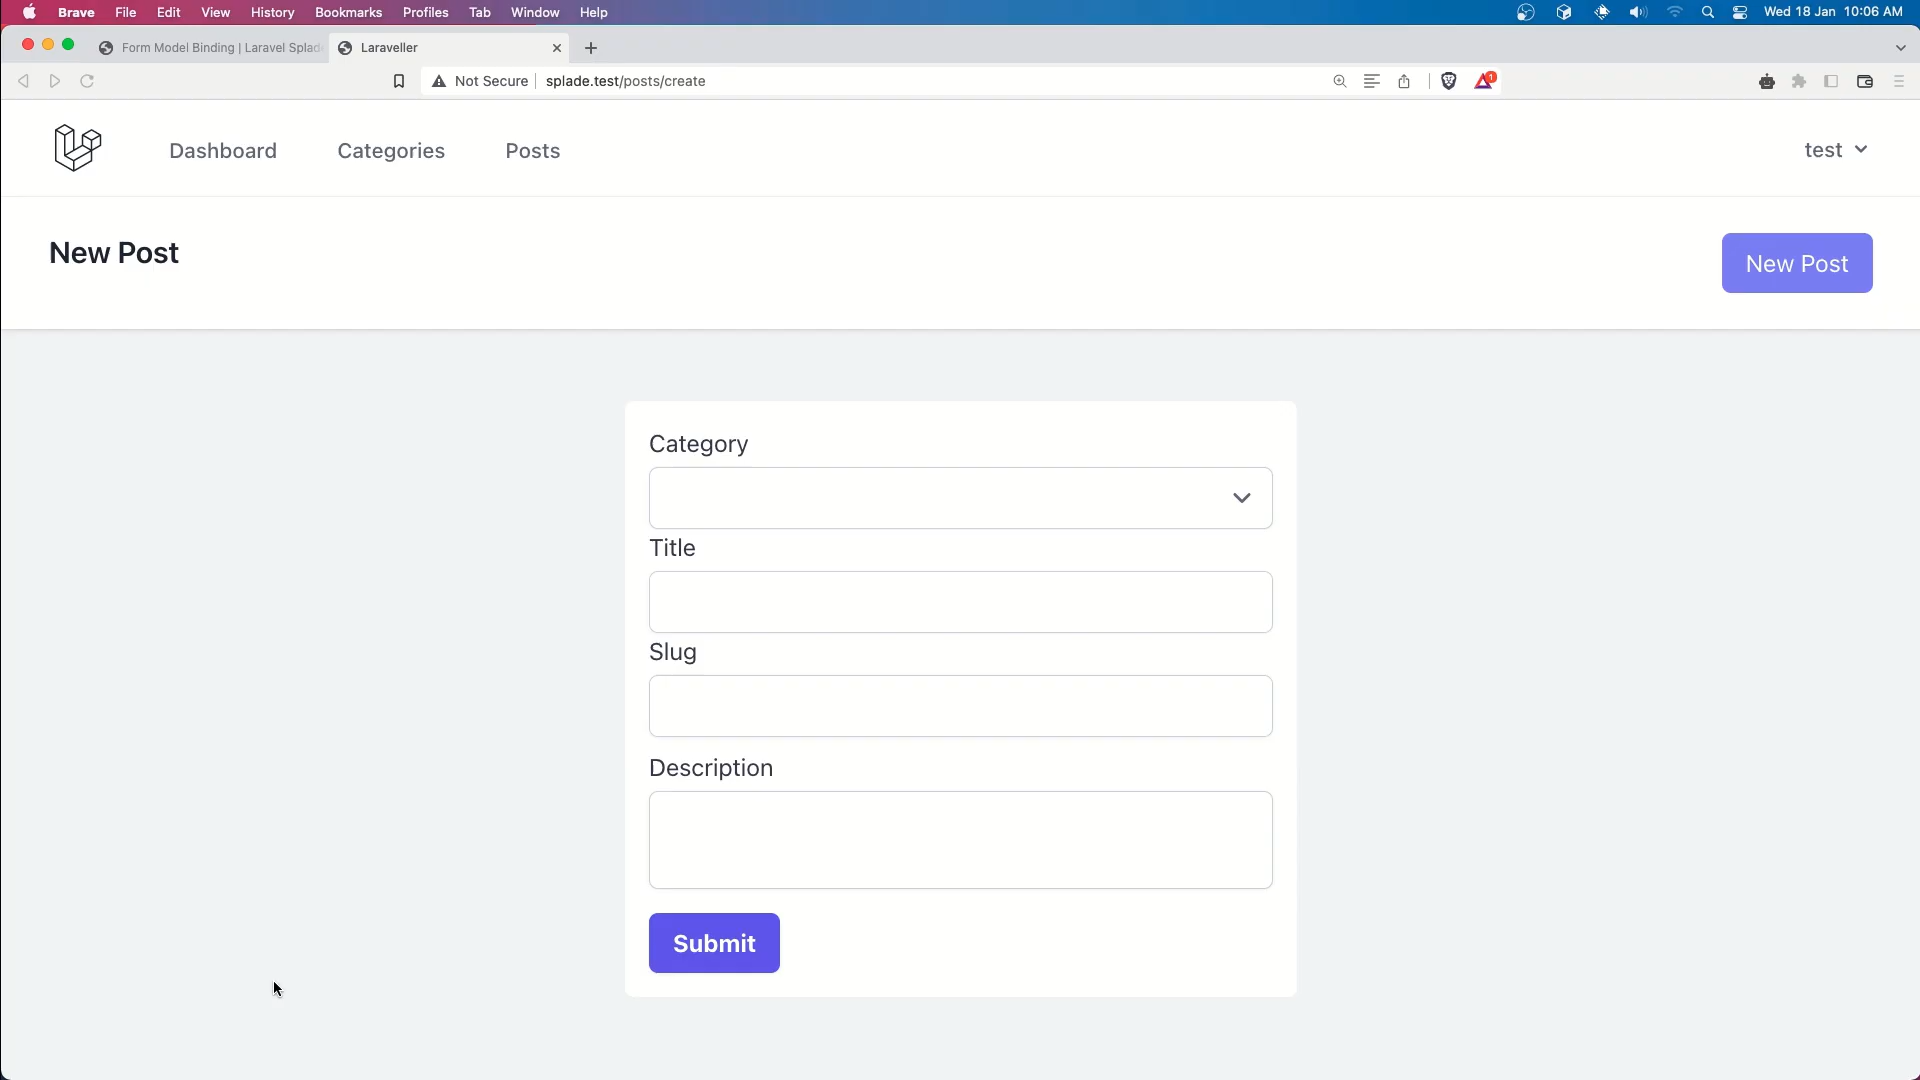 Brave File Edit View History Bookmarks Profiles Tab Window Help Wed 18 Jan 10:06 AM
Form Model Binding | Laravel Splad Laraveller
Not Secure splade.test/posts/create 1
Dashboard Categories Posts test
New Post New Post
Category
Title
Slug
Description
Submit